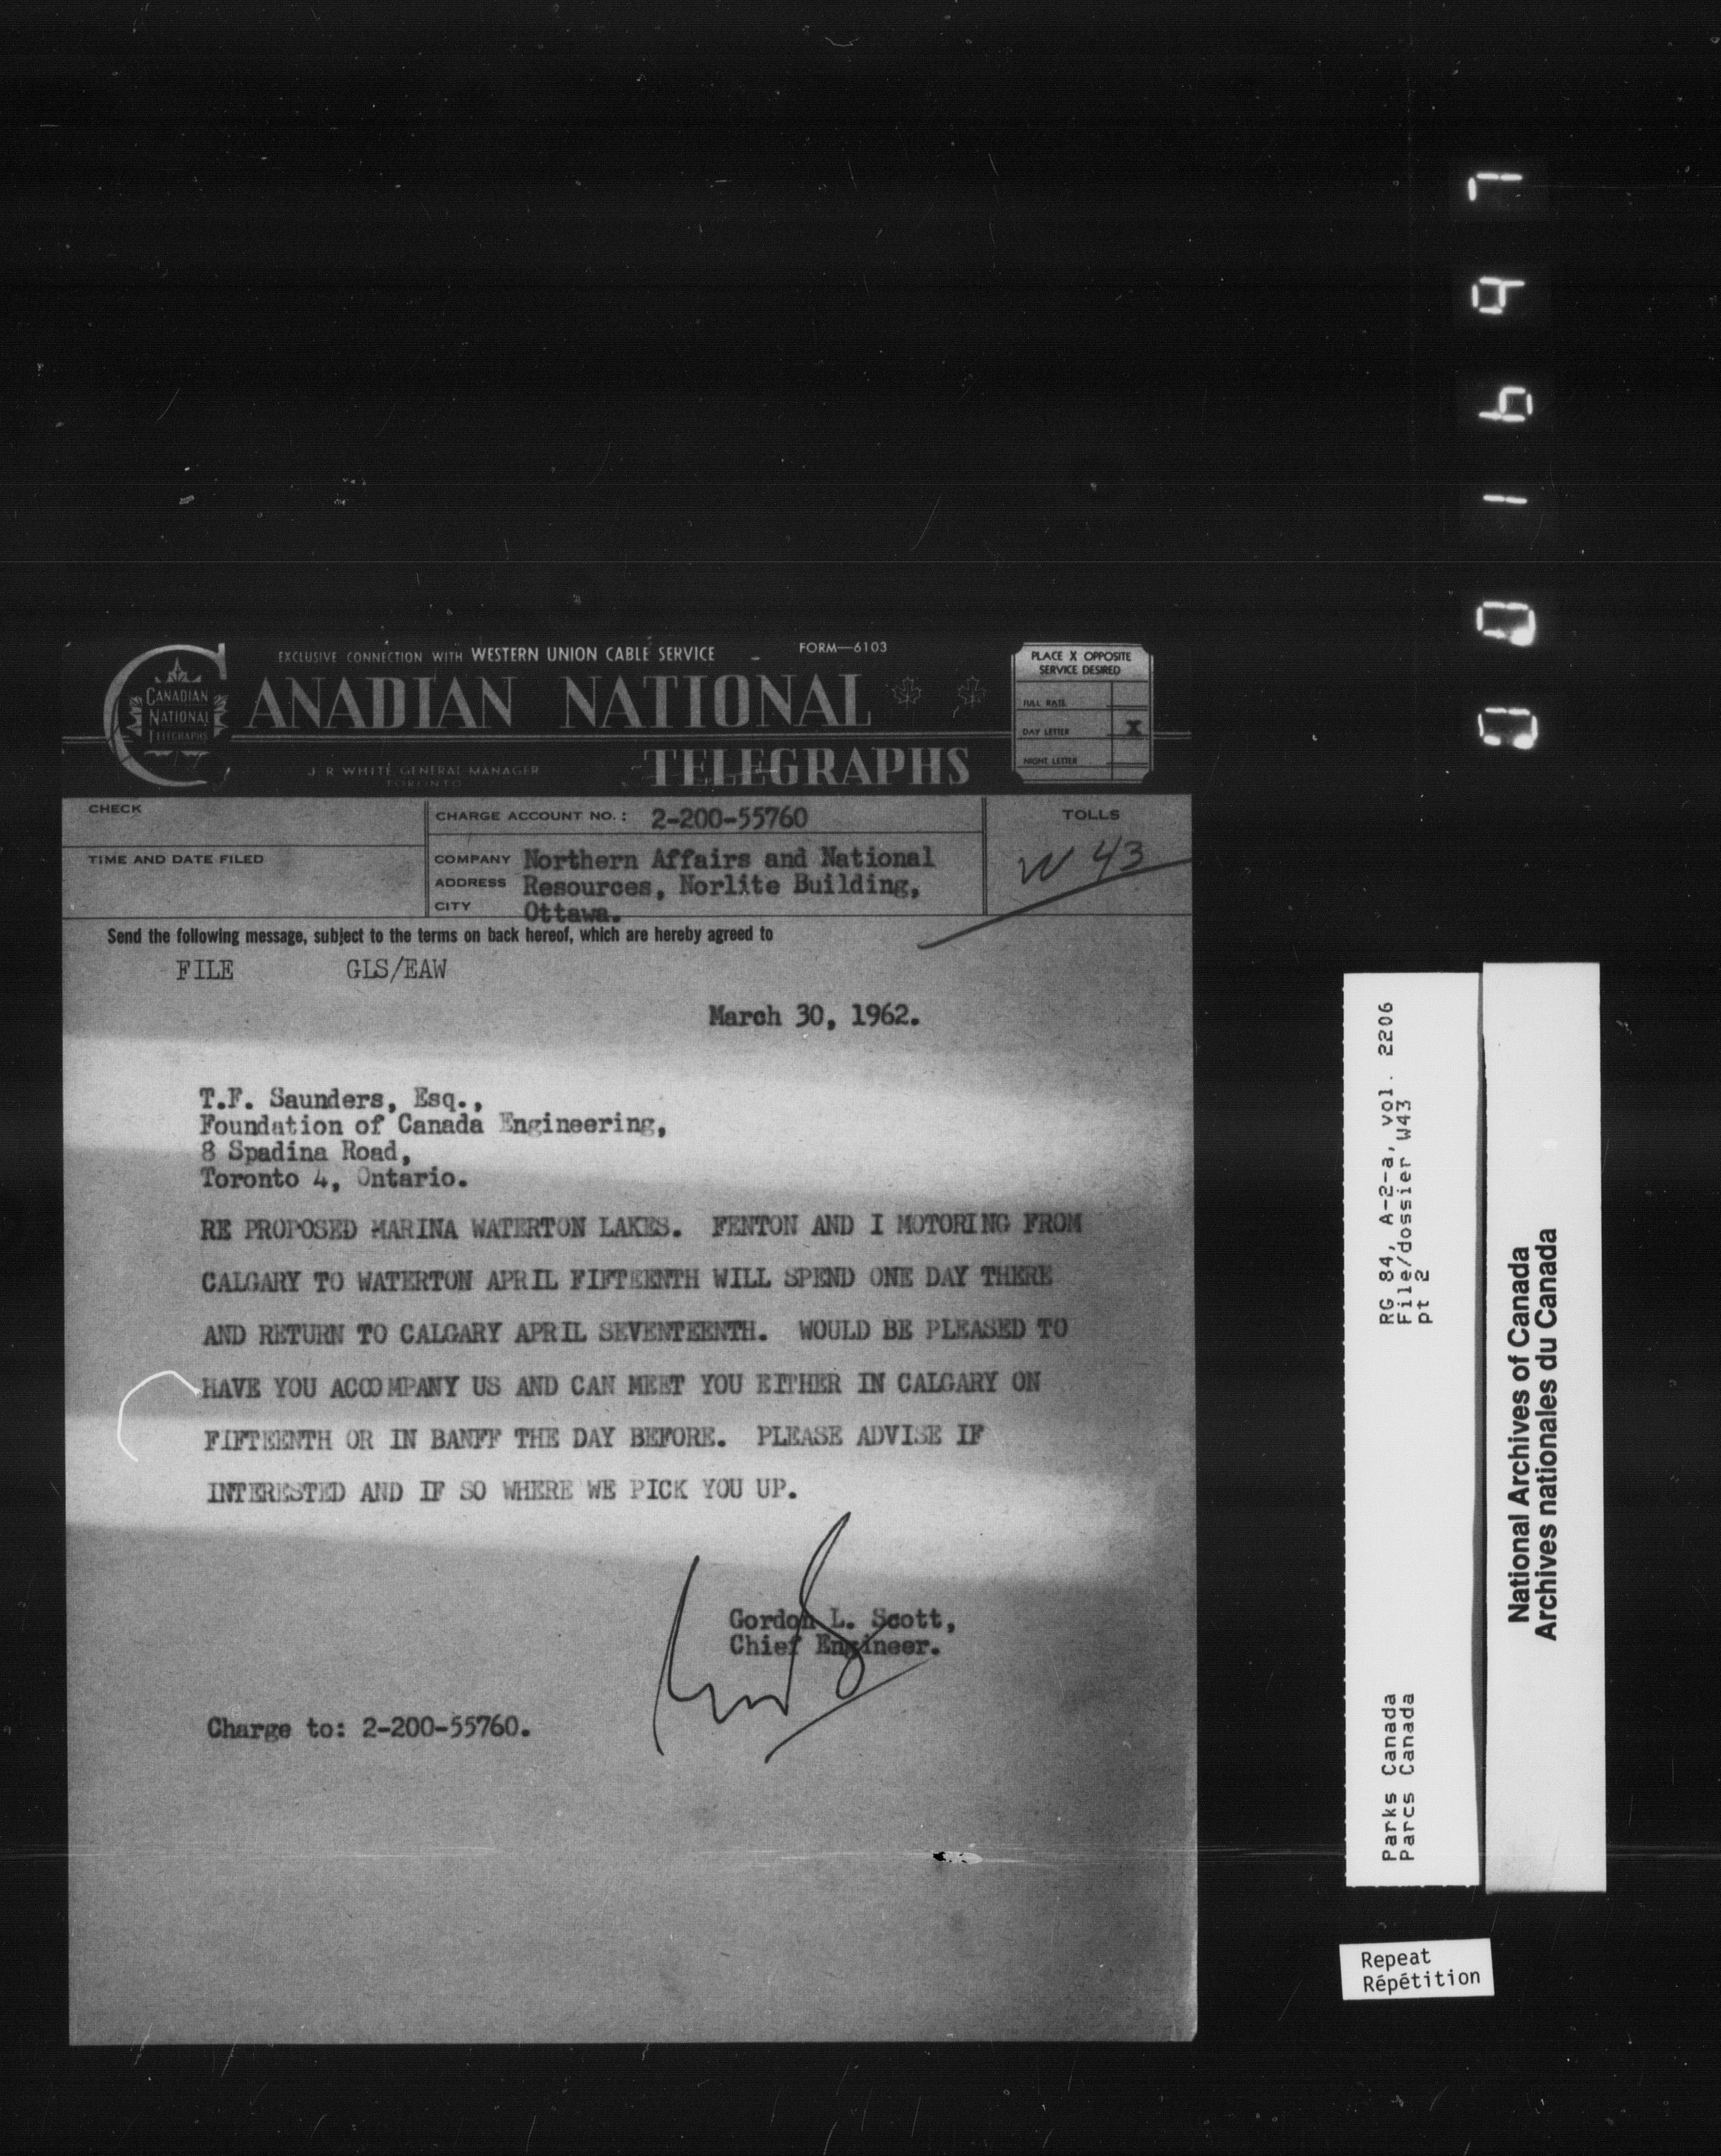 EXCLUSIVE CONNECTION WITH WESTERN UNION CABLE SERVICE
FORM—6103
CANADIAN NATIONAL
TELEGRAPHS
CANADIAN
NATIONAL
TELEGRAPHS
J R WHITE GENERAL MANAGER
TORONTO
PLACE X OPPOSITE
SERVICE DESIRED
FULL RATE
DAY LETTER X
NIGHT LETTER
CHECK
TIME AND DATE FILED
CHARGE ACCOUNT NO.: 2-200-55760
COMPANY Northern Affairs and National
ADDRESS Resources, Norlite Building,
CITY Ottawa.
TOLLS
W 43
Send the following message, subject to the terms on back hereof, which are hereby agreed to
FILE GLS/EAW
March 30, 1962.
T.F. Saunders, Esq.,
Foundation of Canada Engineering,
8 Spadina Road,
Toronto 4, Ontario.
RE PROPOSED MARINA WATERTON LAKES. FENTON AND I MOTORING FROM
CALGARY TO WATERTON APRIL FIFTEENTH WILL SPEND ONE DAY THERE
AND RETURN TO CALGARY APRIL SEVENTEENTH. WOULD BE PLEASED TO
HAVE YOU ACCOMPANY US AND CAN MEET YOU EITHER IN CALGARY ON
FIFTEENTH OR IN BANFF THE DAY BEFORE. PLEASE ADVISE IF
INTERESTED AND IF SO WHERE WE PICK YOU UP.
Gordon L. Scott,
Chief Engineer.
Charge to: 2-200-55760.
RG 84, A-2-a, vol. 2206
File/dossier W43
pt 2
Parks Canada
Parcs Canada
National Archives of Canada
Archives nationales du Canada
Repeat
Répétition